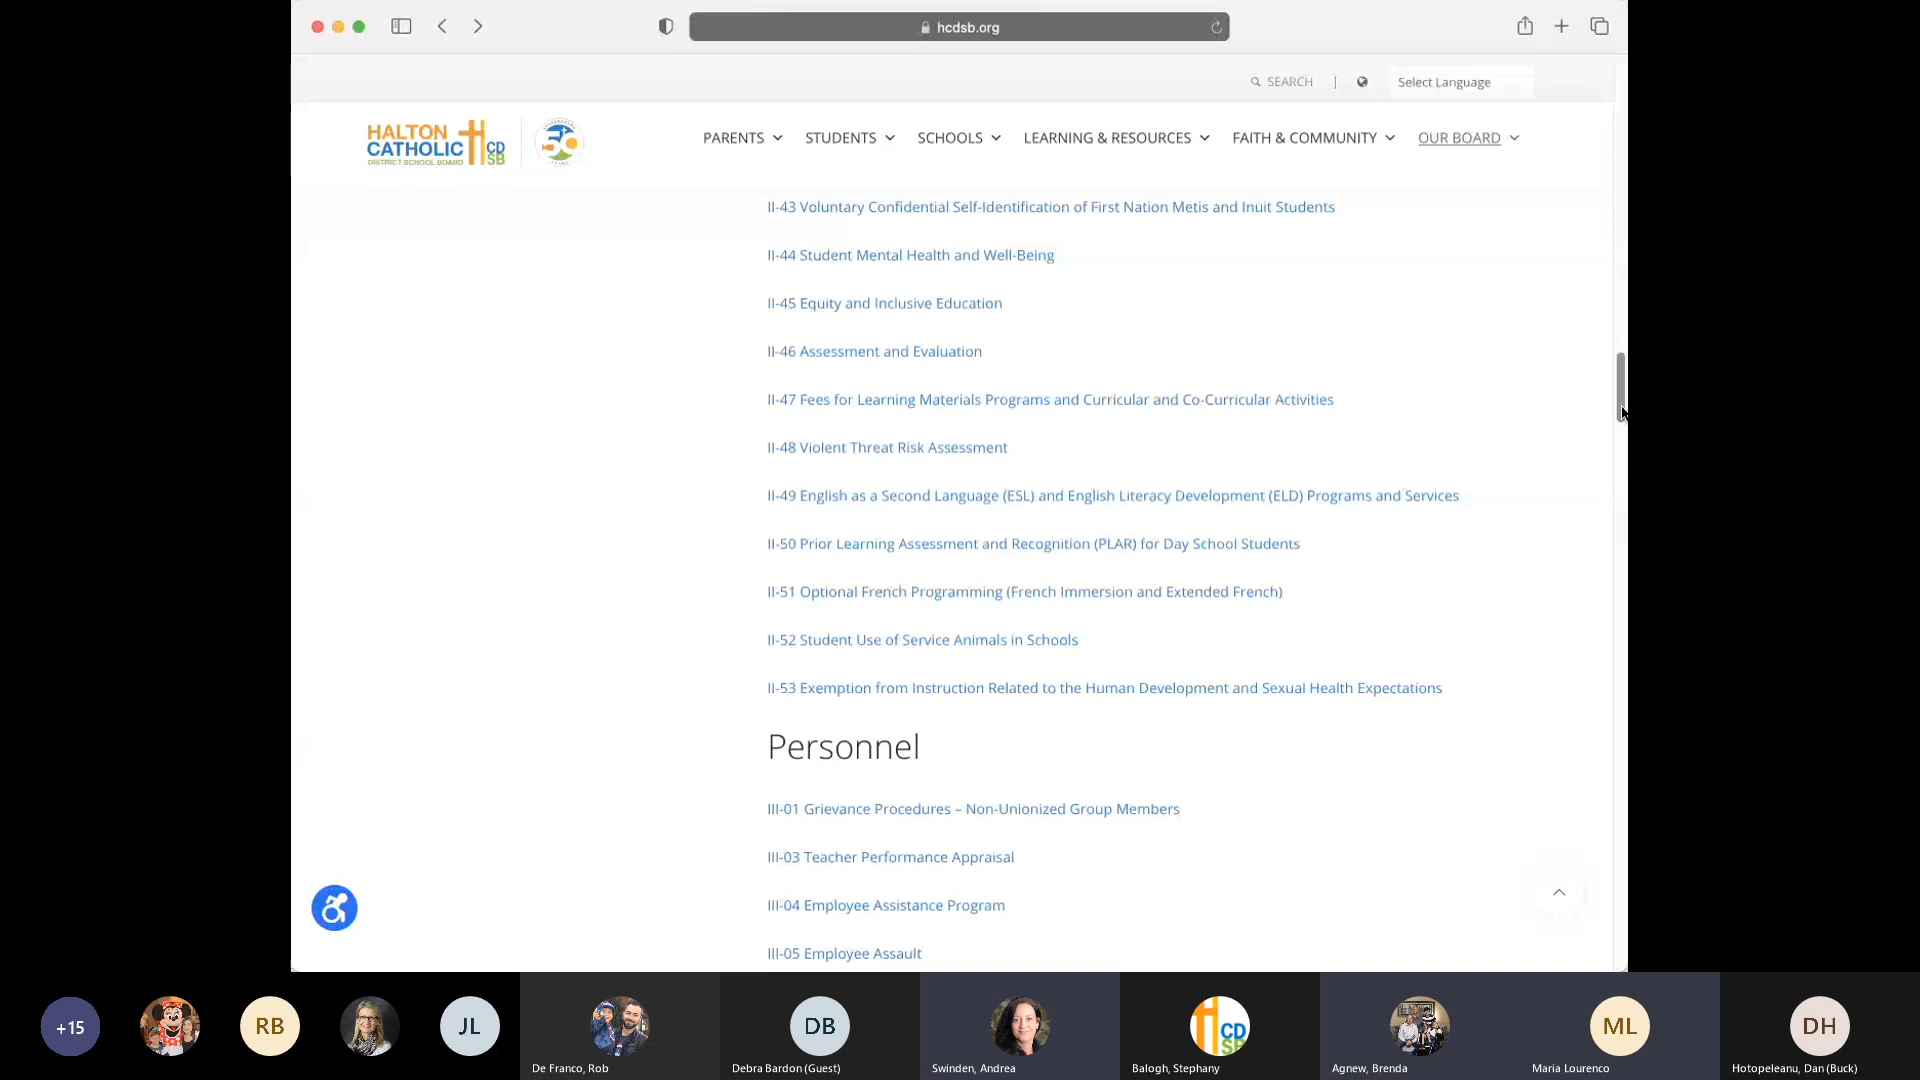 hcdsb.org
SEARCH | Select Language
HALTON
CATHOLIC CD
DISTRICT SCHOOL BOARD SB
50
PARENTS STUDENTS SCHOOLS LEARNING & RESOURCES FAITH & COMMUNITY OUR BOARD
II-43 Voluntary Confidential Self-Identification of First Nation Metis and Inuit Students
II-44 Student Mental Health and Well-Being
II-45 Equity and Inclusive Education
II-46 Assessment and Evaluation
II-47 Fees for Learning Materials Programs and Curricular and Co-Curricular Activities
II-48 Violent Threat Risk Assessment
II-49 English as a Second Language (ESL) and English Literacy Development (ELD) Programs and Services
II-50 Prior Learning Assessment and Recognition (PLAR) for Day School Students
II-51 Optional French Programming (French Immersion and Extended French)
II-52 Student Use of Service Animals in Schools
II-53 Exemption from Instruction Related to the Human Development and Sexual Health Expectations
Personnel
III-01 Grievance Procedures – Non-Unionized Group Members
III-03 Teacher Performance Appraisal
III-04 Employee Assistance Program
III-05 Employee Assault
+15 RB JL DB CD SB ML DH
De Franco, Rob Debra Bardon (Guest) Swinden, Andrea Balogh, Stephany Agnew, Brenda Maria Lourenco Hotopeleanu, Dan (Buck)